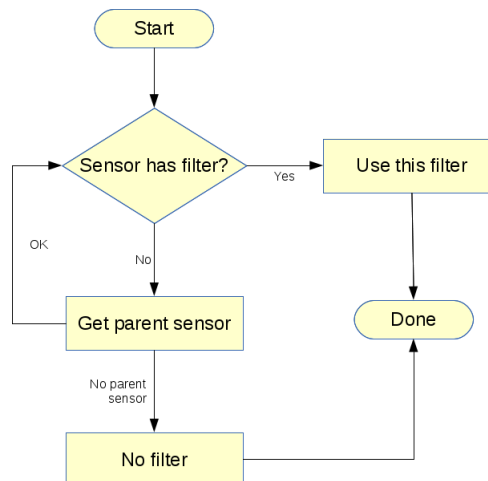 Start
Sensor has filter?
Yes
Use this filter
OK
No
Get parent sensor
Done
No parent
sensor
No filter